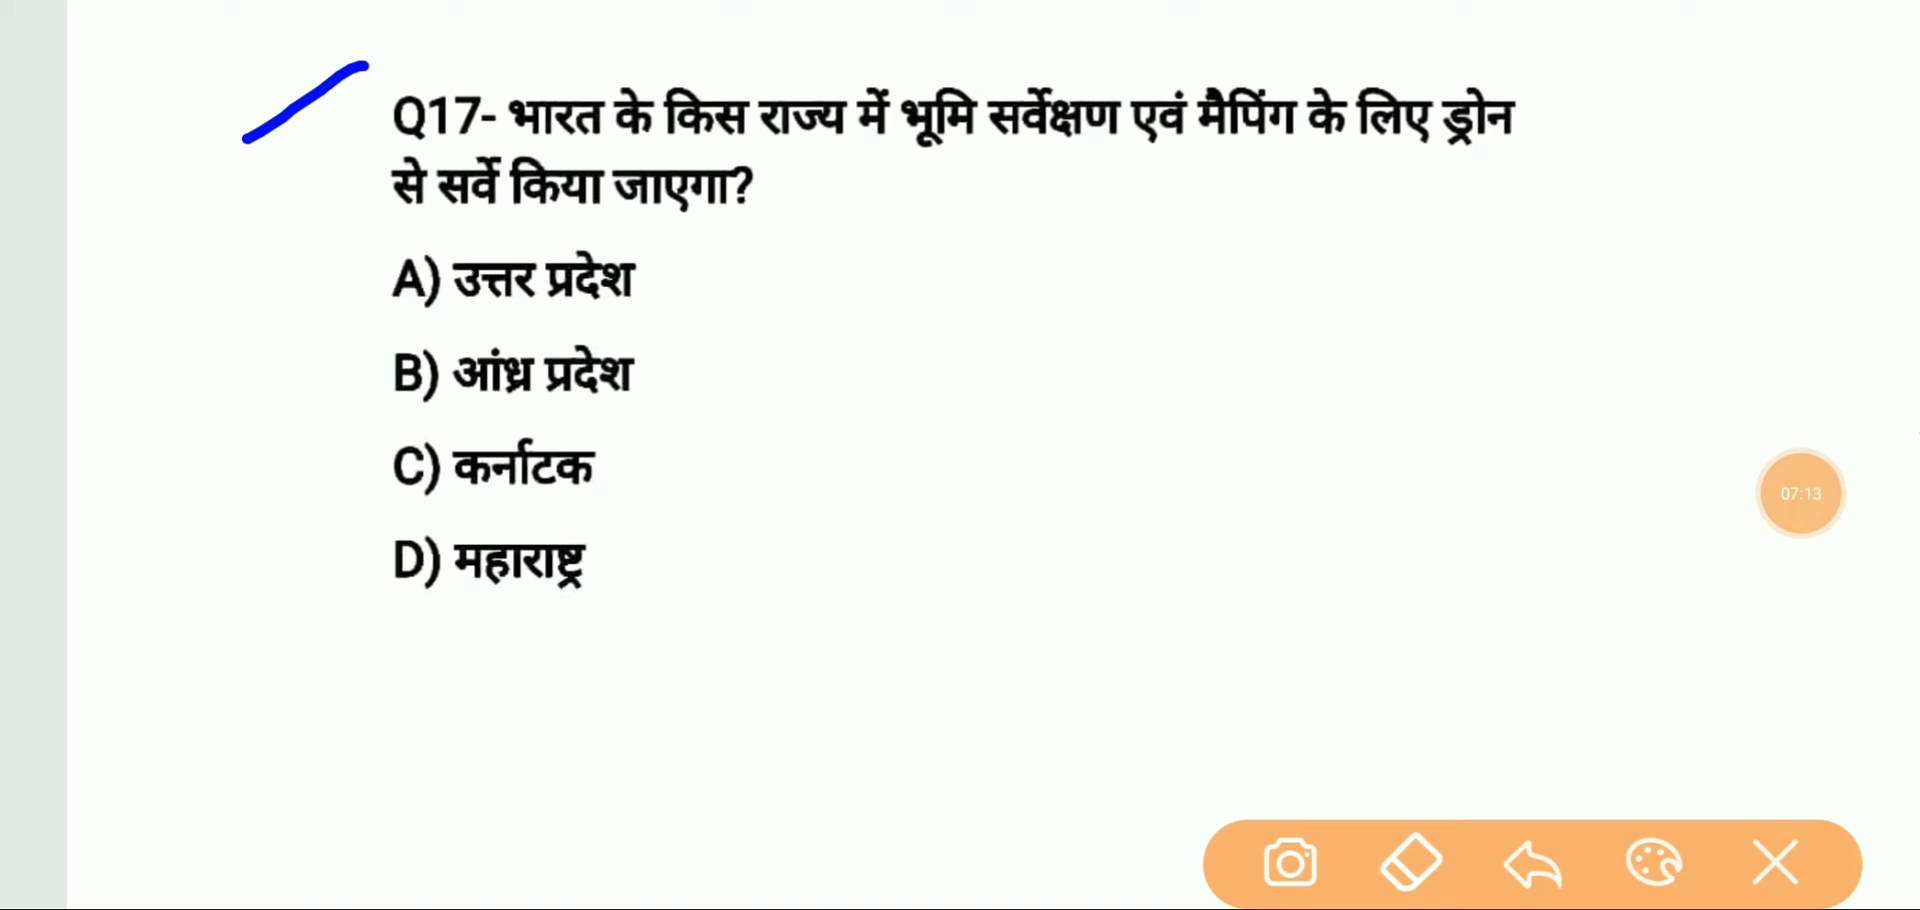 Q17- भारत के किस राज्य में भूमि सर्वेक्षण एवं मैपिंग के लिए ड्रोन
से सर्वे किया जाएगा?
A) उत्तर प्रदेश
B) आंध्र प्रदेश
C) कर्नाटक
07:13
D) महाराष्ट्र